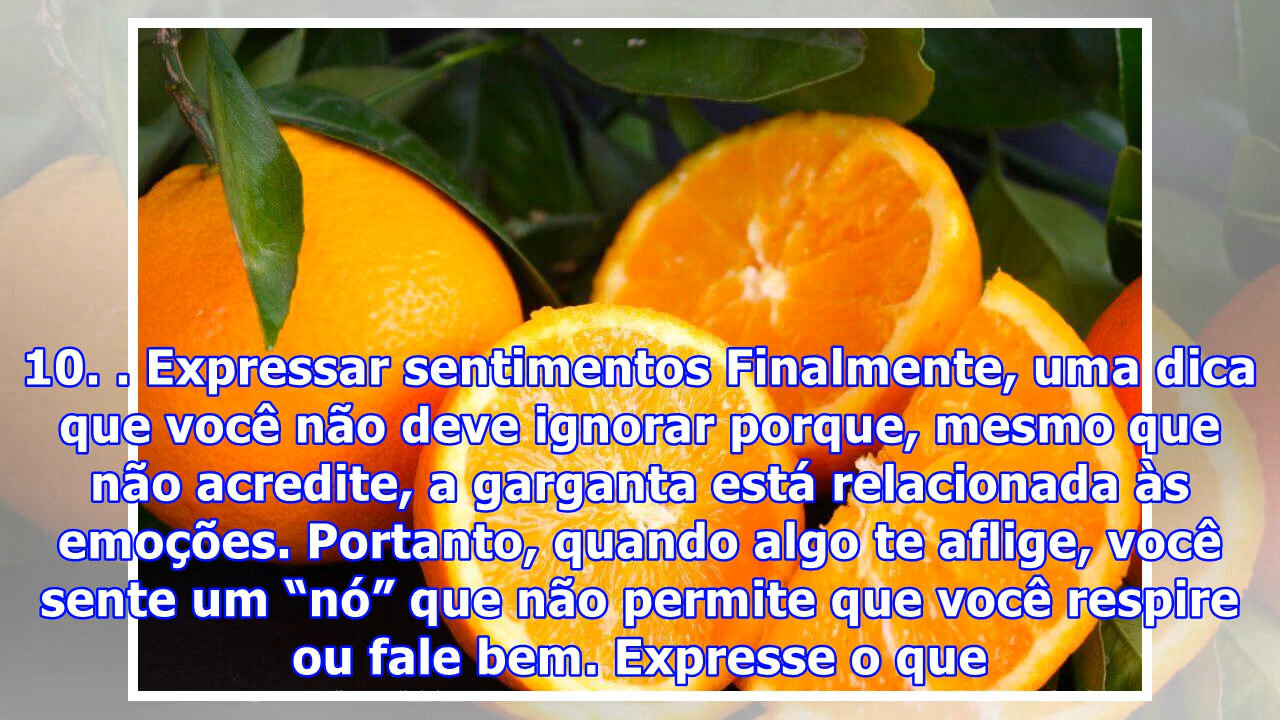 10. . Expressar sentimentos Finalmente, uma dica
que você não deve ignorar porque, mesmo que
não acredite, a garganta está relacionada às
emoções. Portanto, quando algo te aflige, você
sente um “nó” que não permite que você respire
ou fale bem. Expresse o que